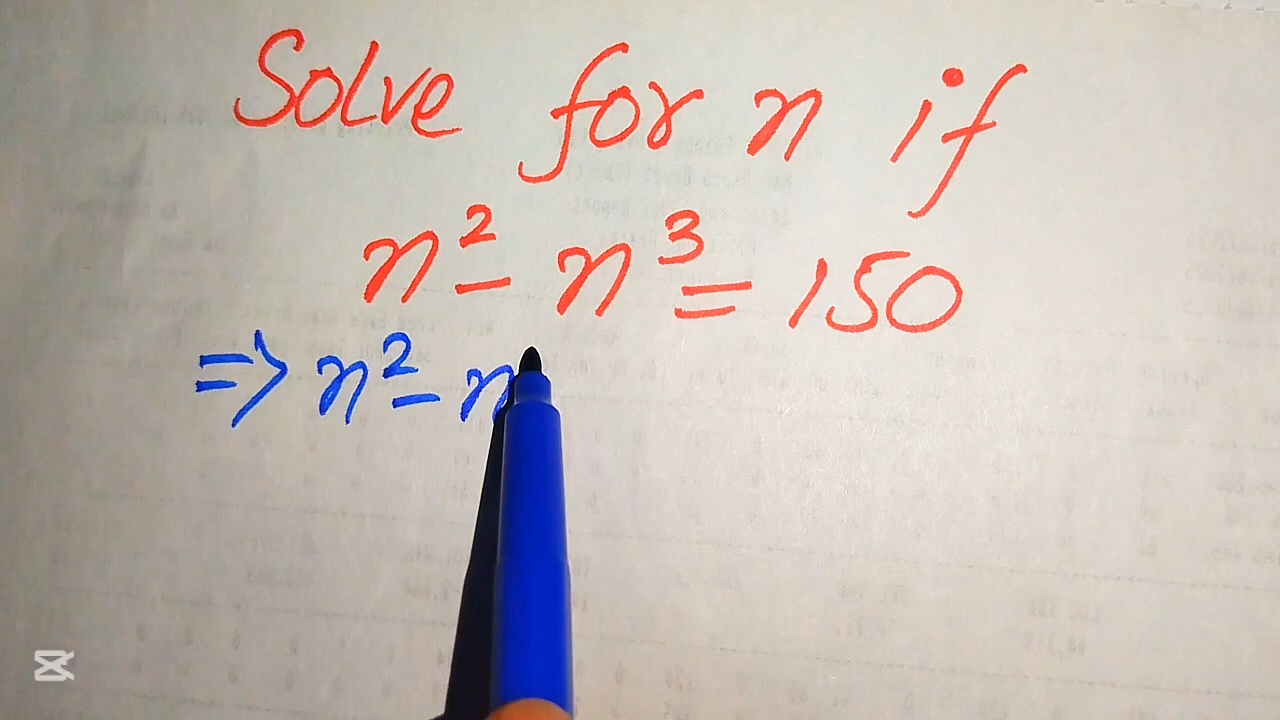 Solve for n if
n² - n³ = 150
=> n² - n